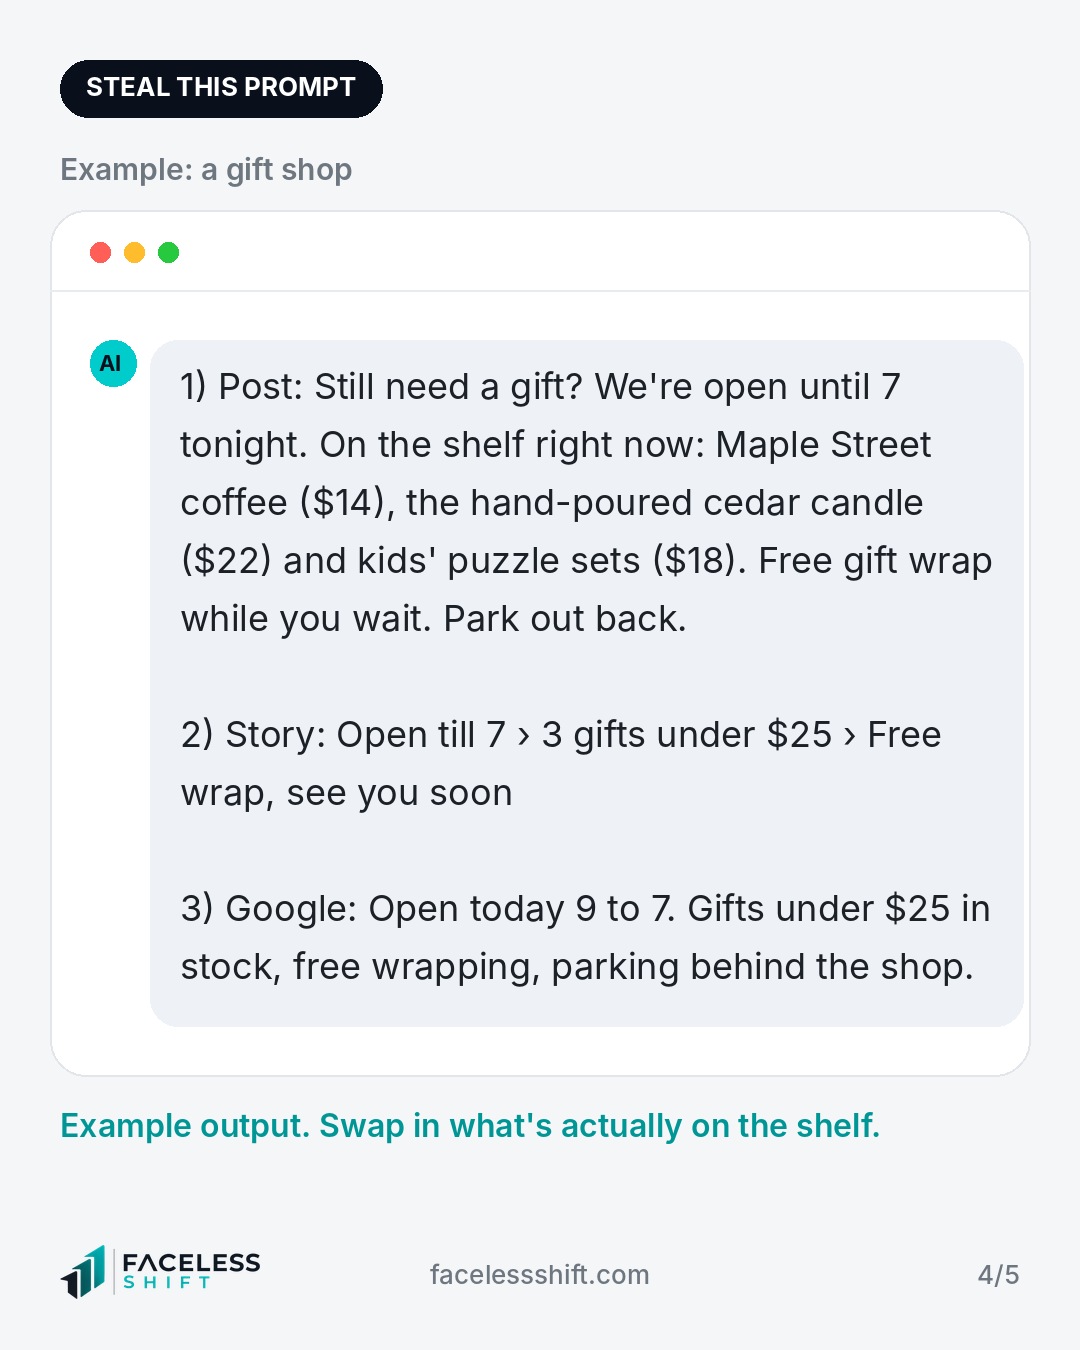 STEAL THIS PROMPT
Example: a gift shop
AI
1) Post: Still need a gift? We're open until 7
tonight. On the shelf right now: Maple Street
coffee ($14), the hand-poured cedar candle
($22) and kids' puzzle sets ($18). Free gift wrap
while you wait. Park out back.
2) Story: Open till 7 › 3 gifts under $25 › Free
wrap, see you soon
3) Google: Open today 9 to 7. Gifts under $25 in
stock, free wrapping, parking behind the shop.
Example output. Swap in what's actually on the shelf.
FACELESS
SHIFT
facelessshift.com
4/5